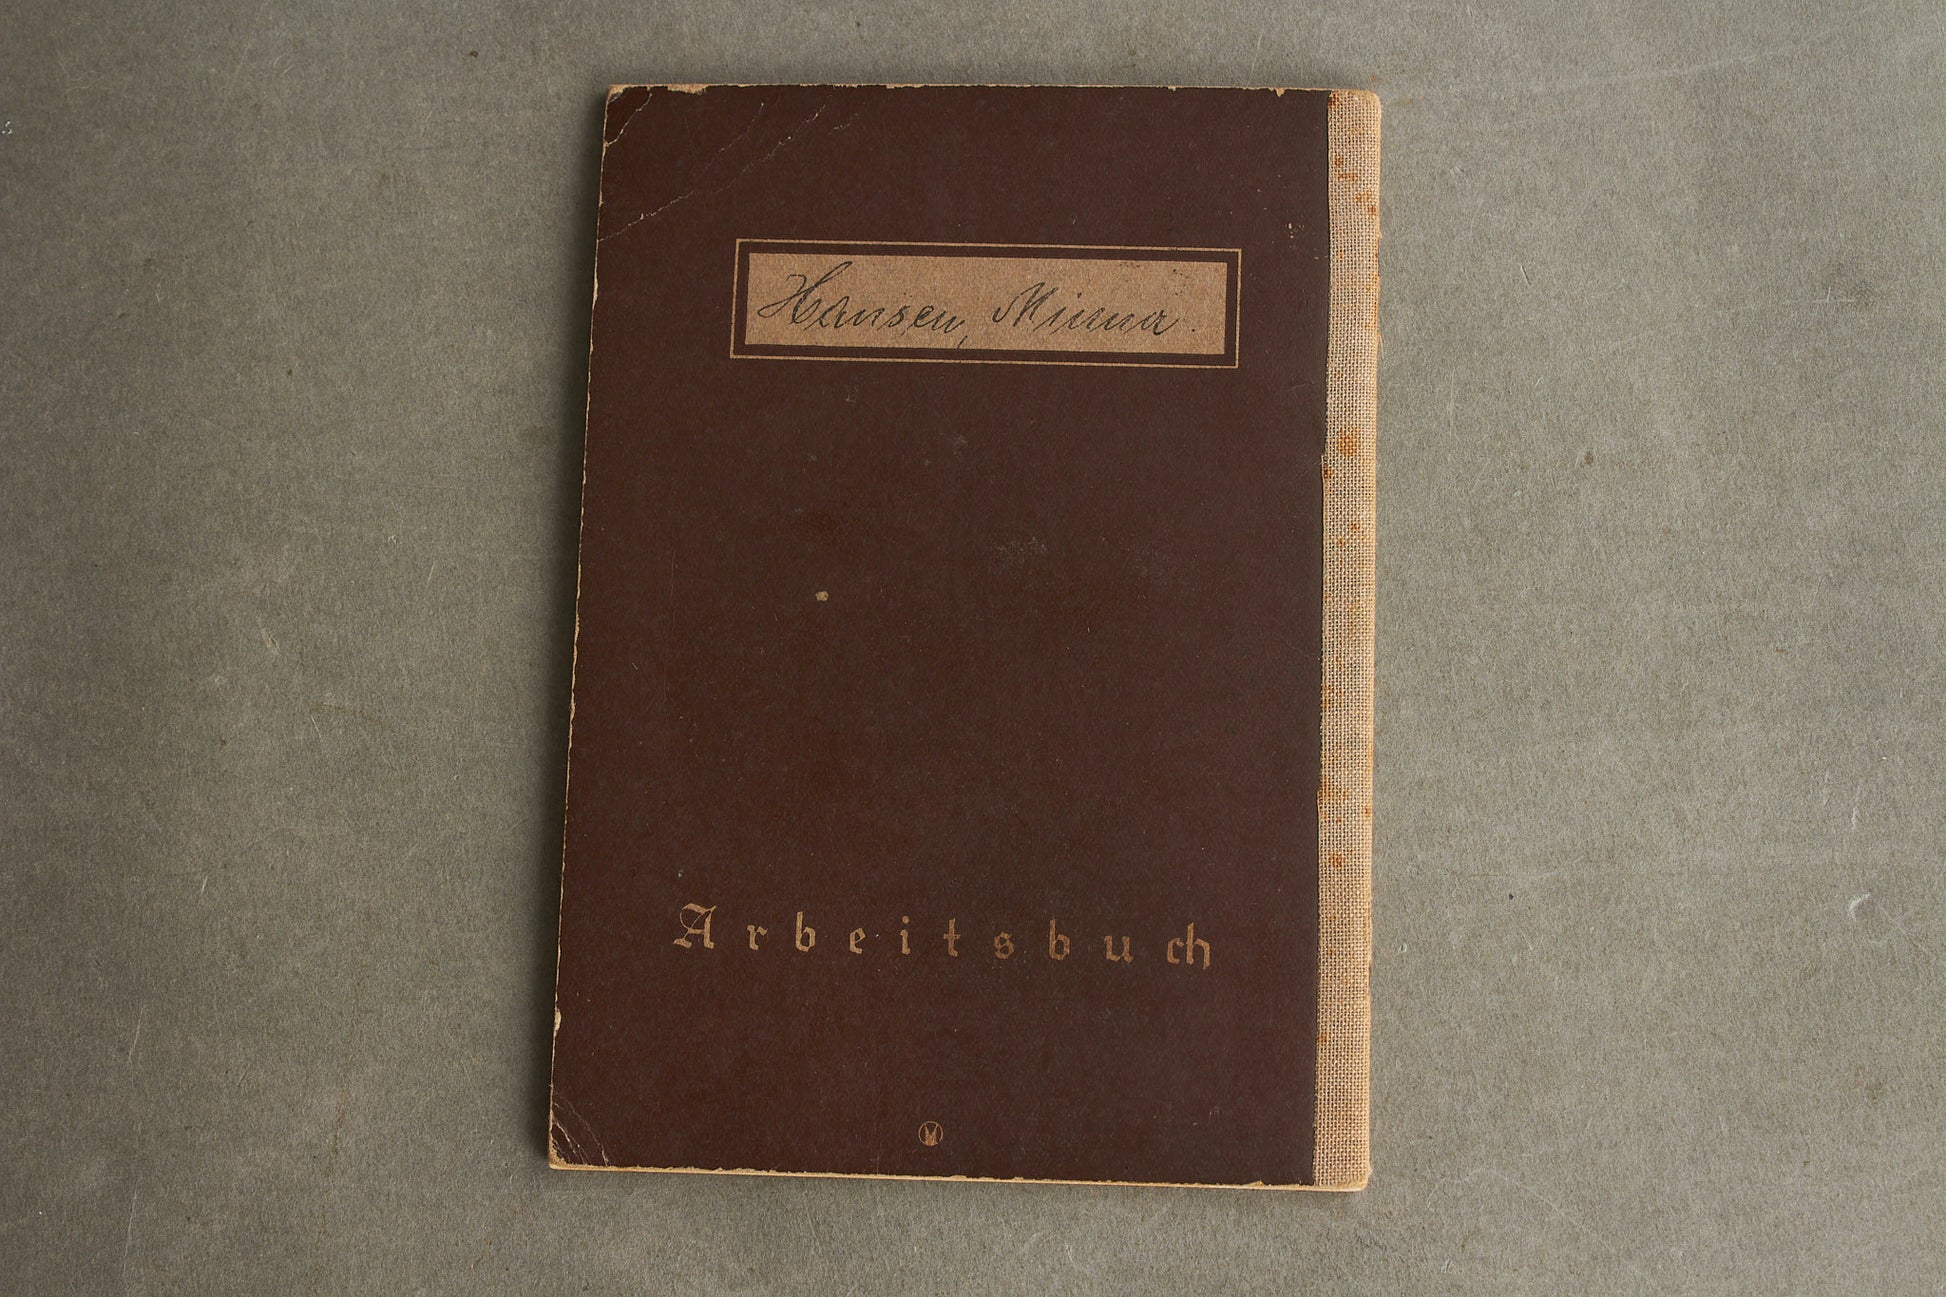 Hansen, Minna.
Arbeitsbuch